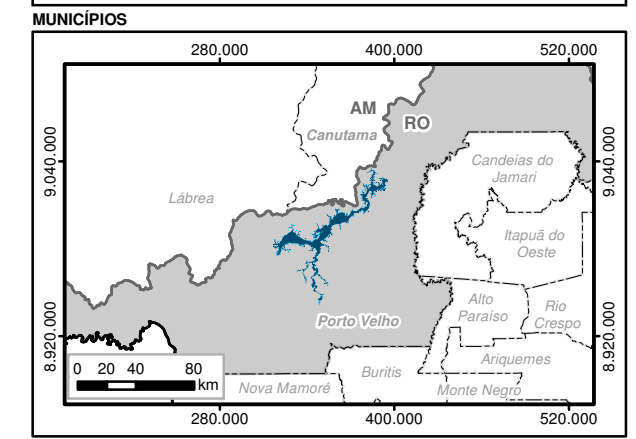 MUNICÍPIOS
280.000 400.000 520.000
AM
RO
Canutama
9.040.000
9.040.000
Candeias do
Jamari
Lábrea
Itapuã do
Oeste
Alto
Paraíso
Rio
Crespo
Porto Velho
8.920.000
8.920.000
Ariquemes
0 20 40 80
km
Buritis
Nova Mamoré
Monte Negro
280.000 400.000 520.000